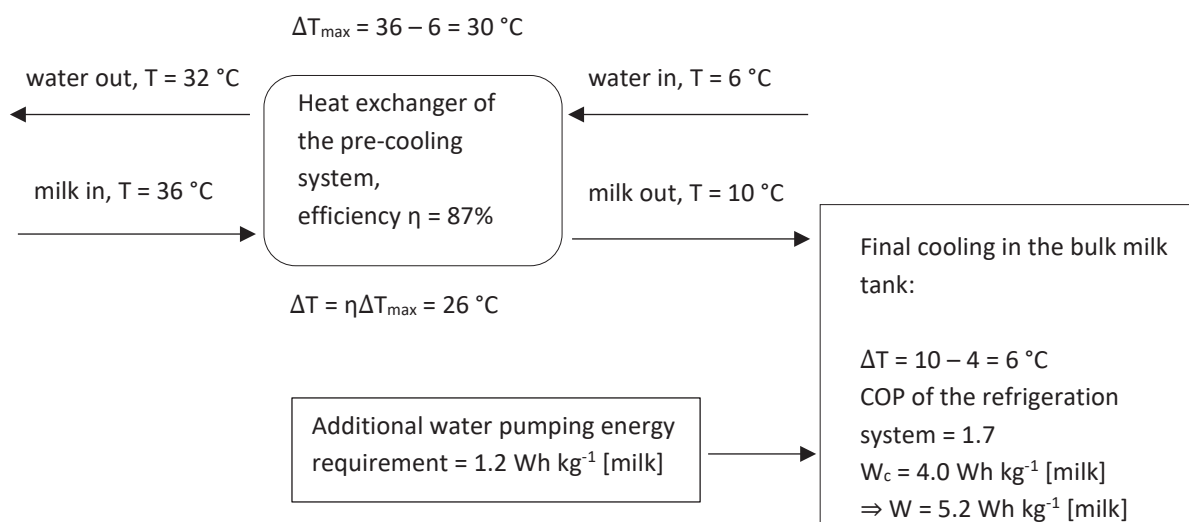 ΔTmax = 36 – 6 = 30 °C
water out, T = 32 °C
water in, T = 6 °C
Heat exchanger of
the pre-cooling
system,
efficiency η = 87%
milk in, T = 36 °C
milk out, T = 10 °C
ΔT = ηΔTmax = 26 °C
Final cooling in the bulk milk
tank:
ΔT = 10 – 4 = 6 °C
COP of the refrigeration
system = 1.7
Wc = 4.0 Wh kg-1 [milk]
⇒ W = 5.2 Wh kg-1 [milk]
Additional water pumping energy
requirement = 1.2 Wh kg-1 [milk]